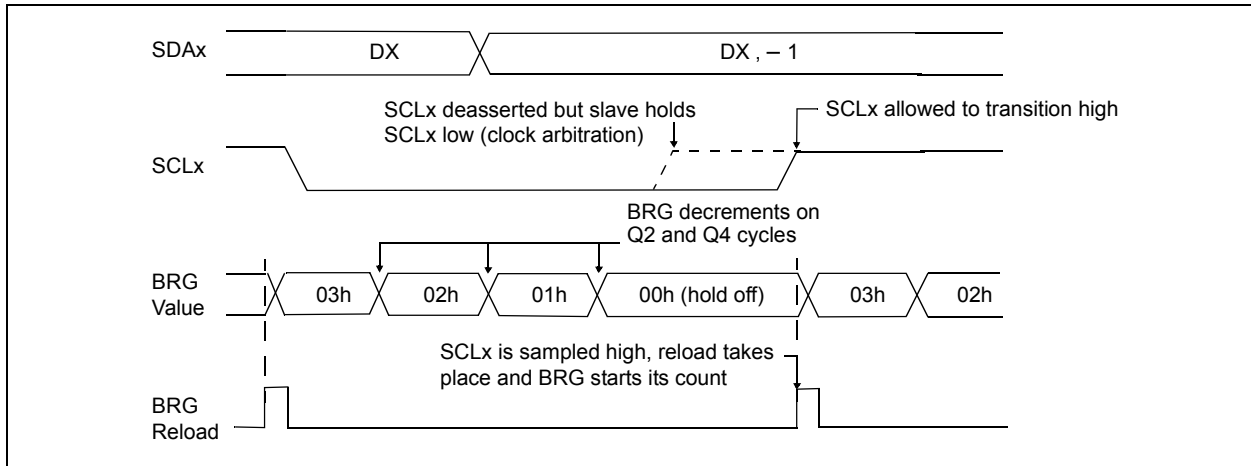 SDAx
DX
DX , – 1
SCLx deasserted but slave holds
SCLx low (clock arbitration)
SCLx allowed to transition high
SCLx
BRG decrements on
Q2 and Q4 cycles
BRG
Value
03h
02h
01h
00h (hold off)
03h
02h
SCLx is sampled high, reload takes
place and BRG starts its count
BRG
Reload